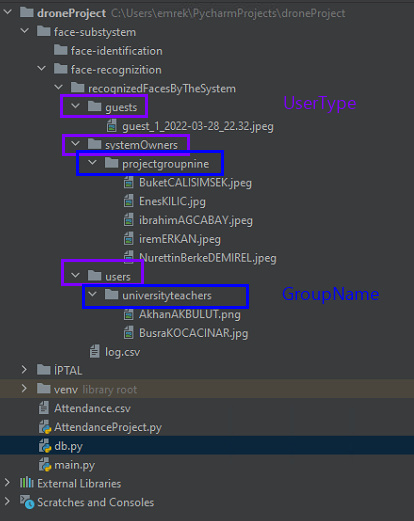 droneProject C:\Users\emrek\PycharmProjects\droneProject
face-substystem
face-identification
face-recognizition
recognizedFacesByTheSystem
guests
UserType
guest_1_2022-03-28_22.32.jpeg
systemOwners
projectgroupnine
BuketCALISIMSEK.jpeg
EnesKILIC.jpg
ibrahimAGCABAY.jpeg
iremERKAN.jpeg
NurettinBerkeDEMIREL.jpeg
users
universityteachers
GroupName
AkhanAKBULUT.png
BusraKOCACINAR.jpg
log.csv
İPTAL
venv library root
Attendance.csv
AttendanceProject.py
db.py
main.py
External Libraries
Scratches and Consoles